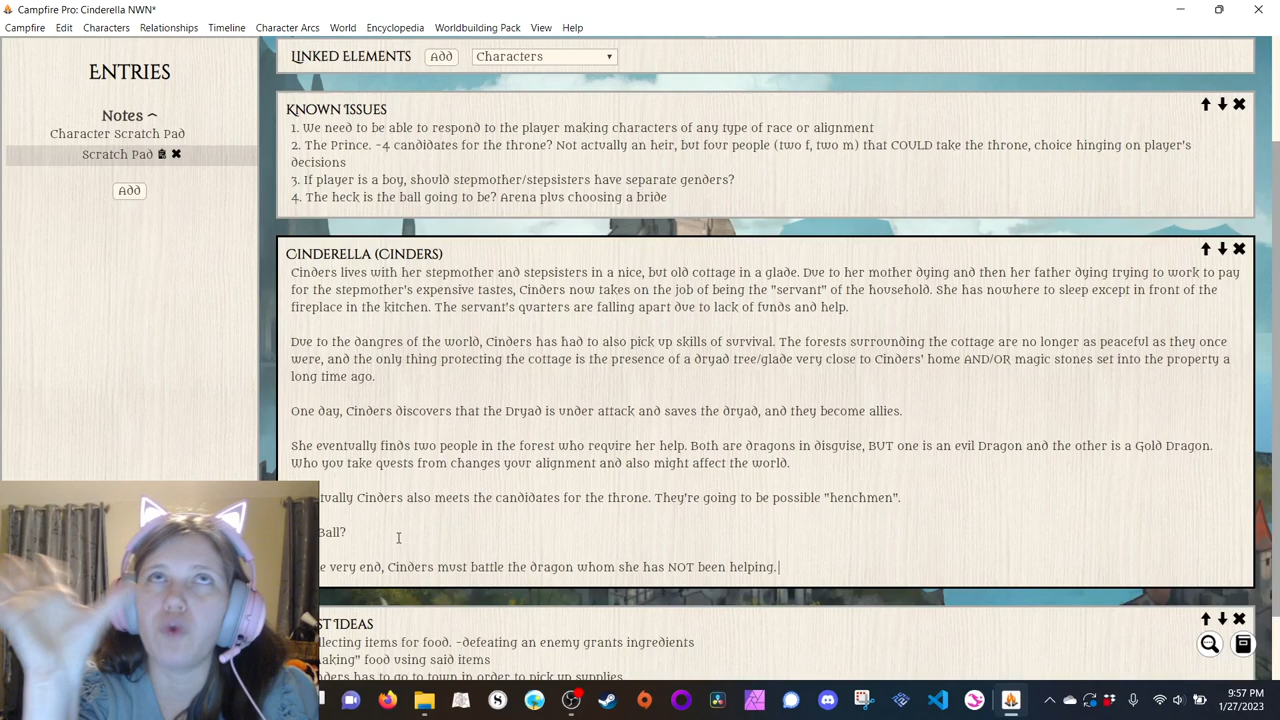 Campfire Pro: Cinderella NWN*
Campfire Edit Characters Relationships Timeline Character Arcs World Encyclopedia Worldbuilding Pack View Help
Entries
Notes
Character Scratch Pad
Scratch Pad
Add
Linked Elements Add Characters
Known Issues
1. We need to be able to respond to the player making characters of any type of race or alignment
2. The Prince. -4 candidates for the throne? Not actually an heir, but four people (two f, two m) that COULD take the throne, choice hinging on player's
decisions
3. If player is a boy, should stepmother/stepsisters have separate genders?
4. The heck is the ball going to be? Arena plus choosing a bride
Cinderella (Cinders)
Cinders lives with her stepmother and stepsisters in a nice, but old cottage in a glade. Due to her mother dying and then her father dying trying to work to pay
for the stepmother's expensive tastes, Cinders now takes on the job of being the "servant" of the household. She has nowhere to sleep except in front of the
fireplace in the kitchen. The servant's quarters are falling apart due to lack of funds and help.
Due to the dangres of the world, Cinders has had to also pick up skills of survival. The forests surrounding the cottage are no longer as peaceful as they once
were, and the only thing protecting the cottage is the presence of a dryad tree/glade very close to Cinders' home AND/OR magic stones set into the property a
long time ago.
One day, Cinders discovers that the Dryad is under attack and saves the dryad, and they become allies.
She eventually finds two people in the forest who require her help. Both are dragons in disguise, BUT one is an evil Dragon and the other is a Gold Dragon.
Who you take quests from changes your alignment and also might affect the world.
tually Cinders also meets the candidates for the throne. They're going to be possible "henchmen".
Ball?
e very end, Cinders must battle the dragon whom she has NOT been helping.
st Ideas
llecting items for food. -defeating an enemy grants ingredients
aking" food using said items
nders has to go to town in order to pick up supplies
9:57 PM
1/27/2023